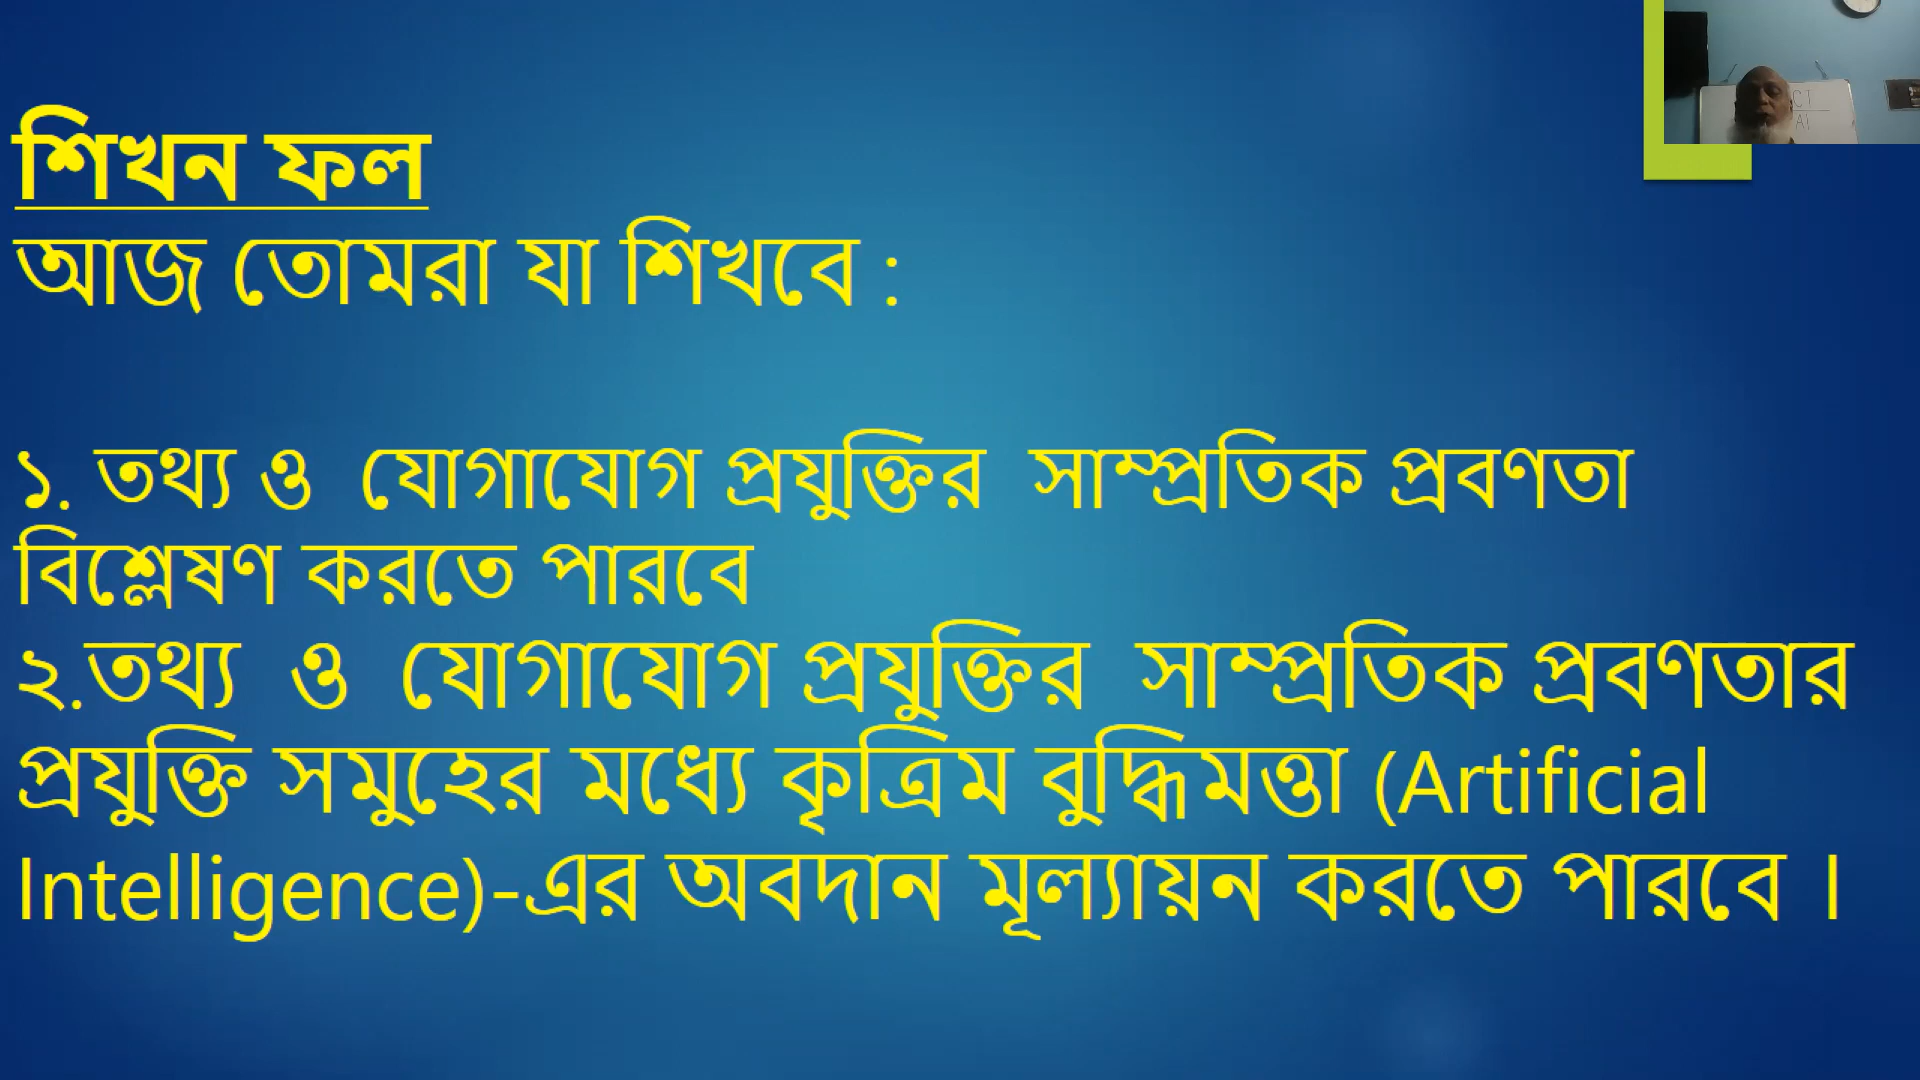 শিখন ফল
আজ তোমরা যা শিখবে :
১. তথ্য ও যোগাযোগ প্রযুক্তির সাম্প্রতিক প্রবণতা
বিশ্লেষণ করতে পারবে
২.তথ্য ও যোগাযোগ প্রযুক্তির সাম্প্রতিক প্রবণতার
প্রযুক্তি সমুহের মধ্যে কৃত্রিম বুদ্ধিমত্তা (Artificial
Intelligence)-এর অবদান মূল্যায়ন করতে পারবে ।